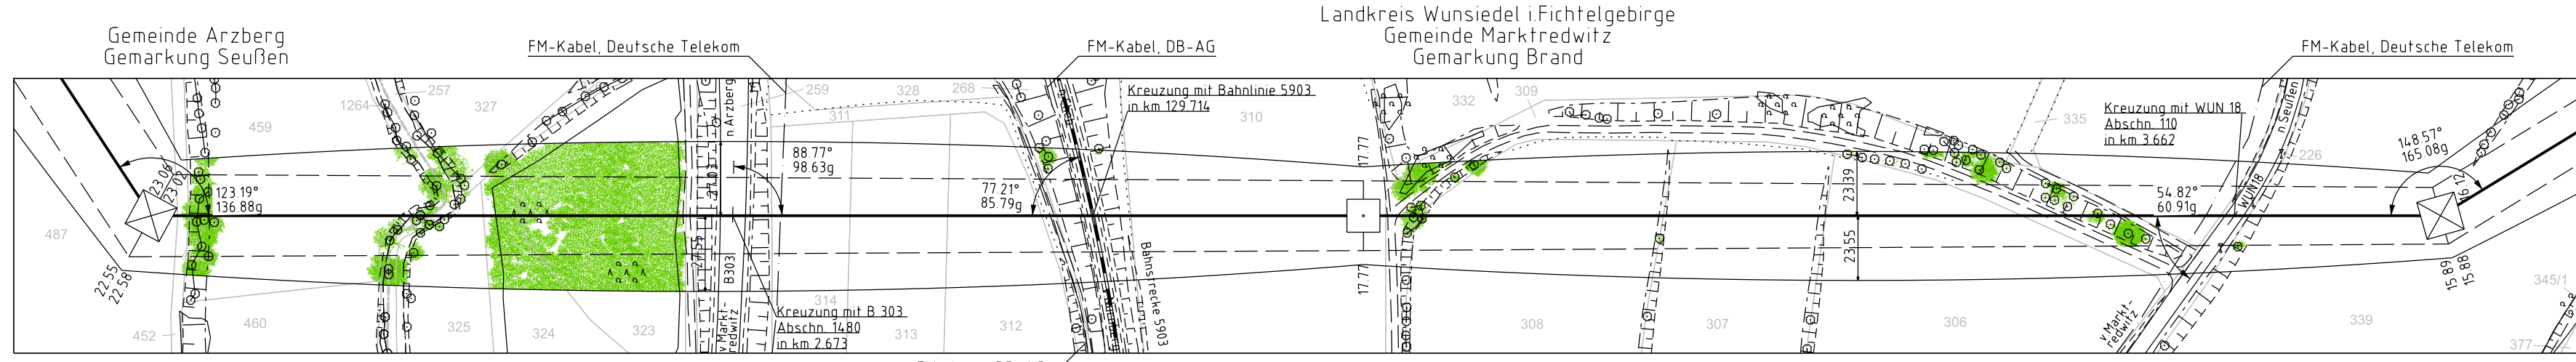 Gemeinde Arzberg
Gemarkung Seußen
FM-Kabel, Deutsche Telekom
FM-Kabel, DB-AG
Landkreis Wunsiedel i.Fichtelgebirge
Gemeinde Marktredwitz
Gemarkung Brand
FM-Kabel, Deutsche Telekom
487
452
459
460
1264
257
327
325
324
323
n.Arzberg
B303
v.Markt-
redwitz
259
328
268
311
314
313
312
310
332
309
308
307
306
335
226
339
345/1
377
23.02
123.19°
136.88g
22.55
22.58
88.77°
98.63g
Kreuzung mit B 303
Abschn. 1480
in km 2.673
77.21°
85.79g
Kreuzung mit Bahnlinie 5903
in km 129.714
Bahnstrecke 5903
17.77
17.77
23.39
23.55
Kreuzung mit WUN 18
Abschn. 110
in km 3.662
54.82°
60.91g
WUN18
n.Seußen
v.Markt-
redwitz
148.57°
165.08g
16.12
15.89
15.88